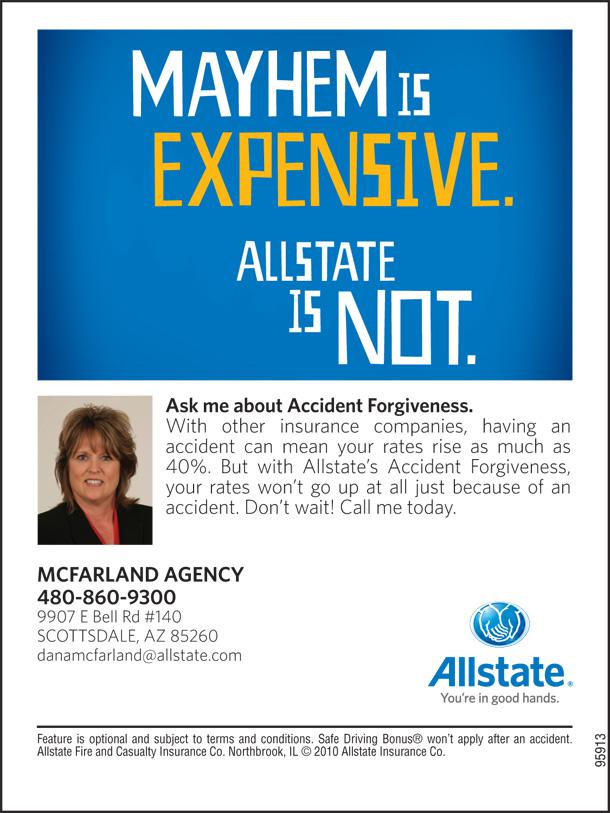 MAYHEM IS
EXPENSIVE.
ALLSTATE
IS NOT.
Ask me about Accident Forgiveness.
With other insurance companies, having an
accident can mean your rates rise as much as
40%. But with Allstate's Accident Forgiveness,
your rates won't go up at all just because of an
accident. Don't wait! Call me today.
MCFARLAND AGENCY
480-860-9300
9907 E Bell Rd #140
SCOTTSDALE, AZ 85260
danamcfarland@allstate.com
Allstate®
You're in good hands.
Feature is optional and subject to terms and conditions. Safe Driving Bonus® won't apply after an accident.
Allstate Fire and Casualty Insurance Co. Northbrook, IL © 2010 Allstate Insurance Co.
95913